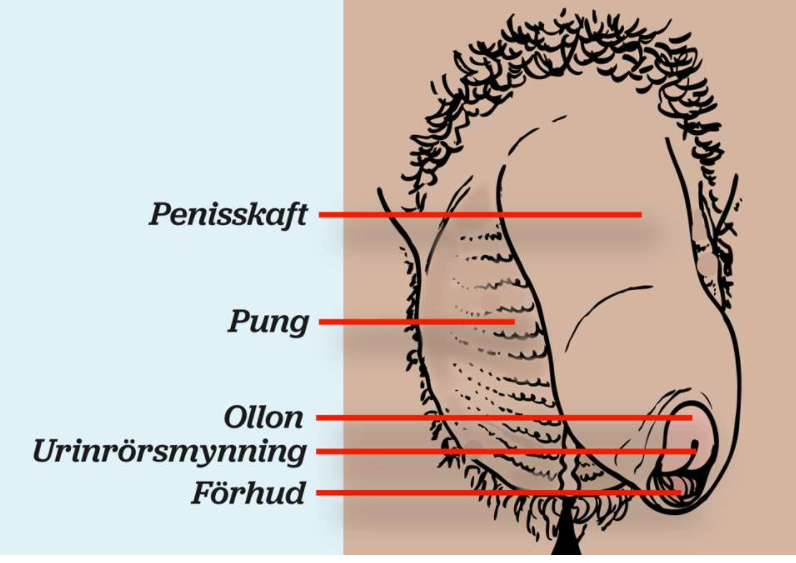 Penisskaft
Pung
Ollon
Urinrörsmynning
Förhud